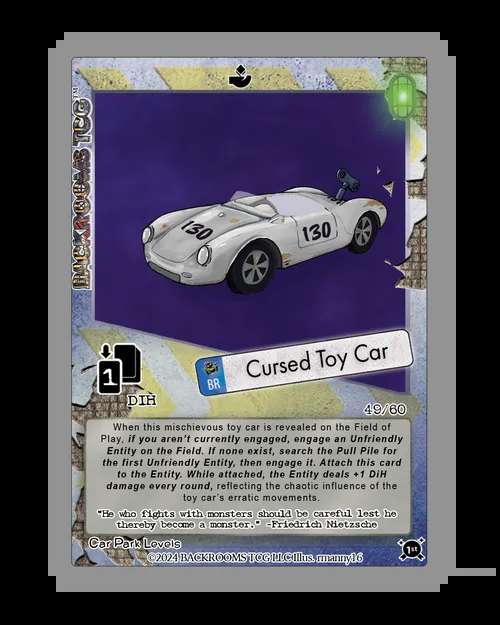 BACKROOMS TCG™
130
130
BR
Cursed Toy Car
1
DIH
49/60
When this mischievous toy car is revealed on the Field of
Play, if you aren't currently engaged, engage an Unfriendly
Entity on the Field. If none exist, search the Pull Pile for
the first Unfriendly Entity, then engage it. Attach this card
to the Entity. While attached, the Entity deals +1 DiH
damage every round, reflecting the chaotic influence of the
toy car's erratic movements.
"He who fights with monsters should be careful lest he
thereby become a monster." -Friedrich Nietzsche
Car Park Levels
©2024 BACKROOMS TCG LLC Illus. rmanny16
1st